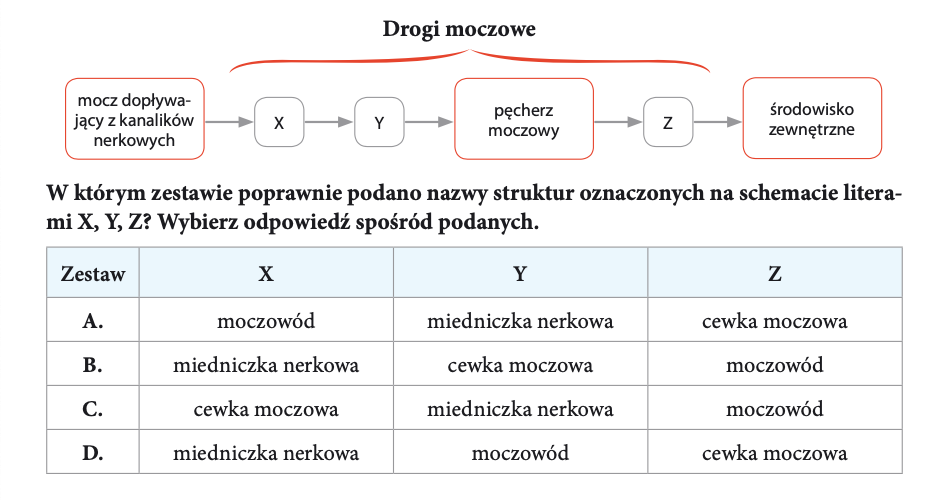 Drogi moczowe
mocz dopływa-
jący z kanalików
nerkowych
X
Y
pęcherz
moczowy
Z
środowisko
zewnętrzne
W którym zestawie poprawnie podano nazwy struktur oznaczonych na schemacie litera-
mi X, Y, Z? Wybierz odpowiedź spośród podanych.
Zestaw X Y Z
A. moczowód miedniczka nerkowa cewka moczowa
B. miedniczka nerkowa cewka moczowa moczowód
C. cewka moczowa miedniczka nerkowa moczowód
D. miedniczka nerkowa moczowód cewka moczowa